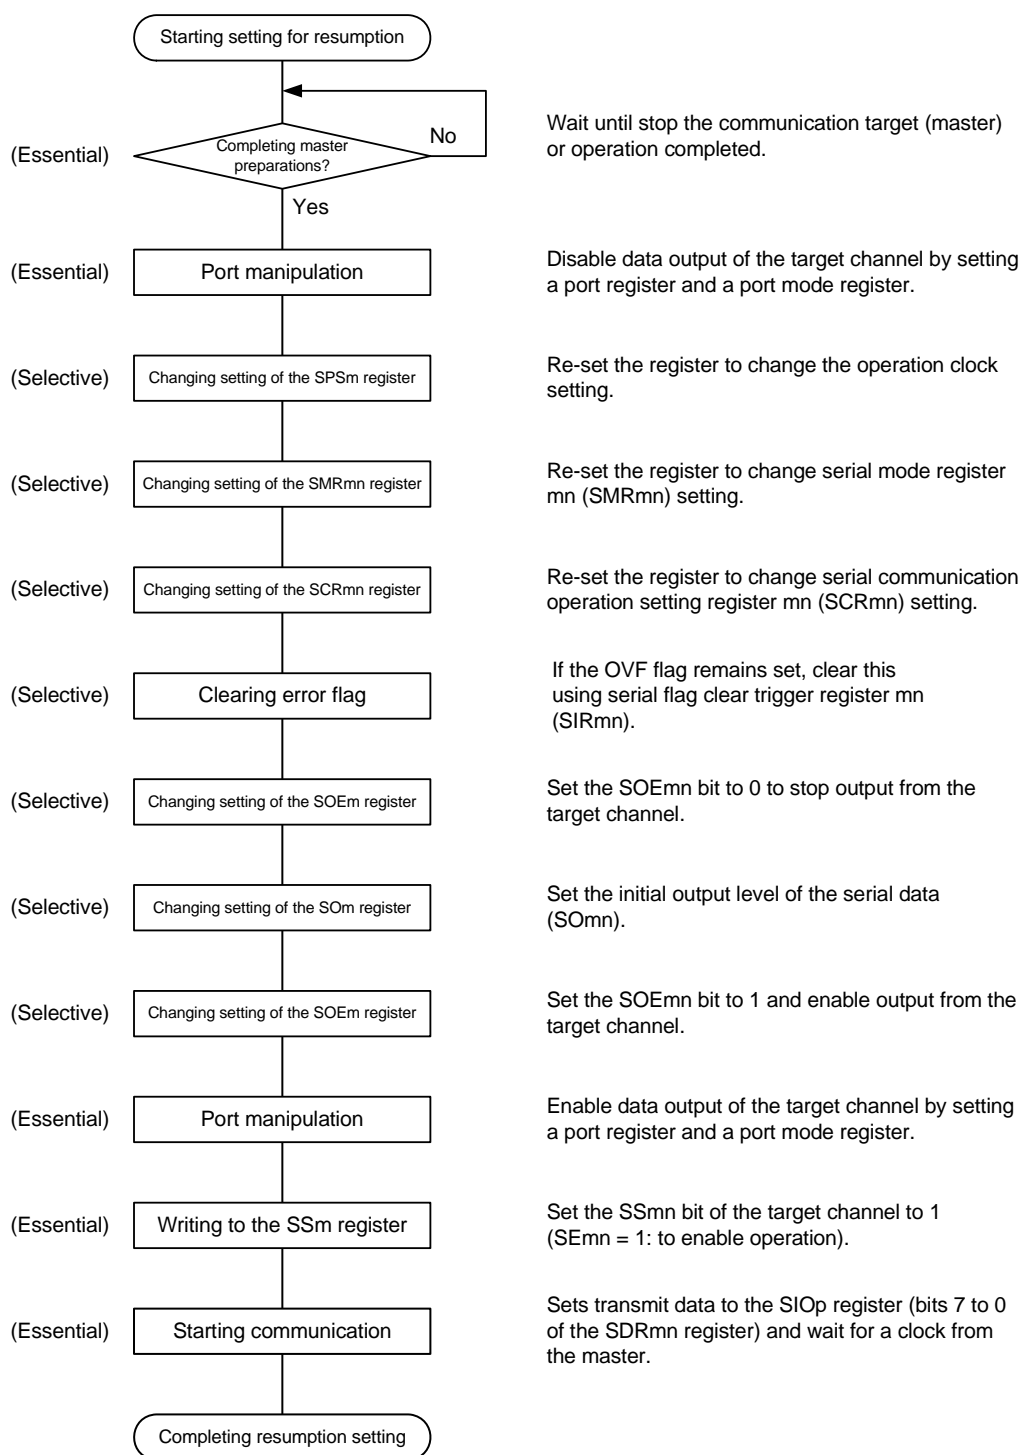 Starting setting for resumption
(Essential)
Completing master
preparations?
No
Yes
Wait until stop the communication target (master)
or operation completed.
(Essential)
Port manipulation
Disable data output of the target channel by setting
a port register and a port mode register.
(Selective)
Changing setting of the SPSm register
Re-set the register to change the operation clock
setting.
(Selective)
Changing setting of the SMRmn register
Re-set the register to change serial mode register
mn (SMRmn) setting.
(Selective)
Changing setting of the SCRmn register
Re-set the register to change serial communication
operation setting register mn (SCRmn) setting.
(Selective)
Clearing error flag
If the OVF flag remains set, clear this
using serial flag clear trigger register mn
(SIRmn).
(Selective)
Changing setting of the SOEm register
Set the SOEmn bit to 0 to stop output from the
target channel.
(Selective)
Changing setting of the SOm register
Set the initial output level of the serial data
(SOmn).
(Selective)
Changing setting of the SOEm register
Set the SOEmn bit to 1 and enable output from the
target channel.
(Essential)
Port manipulation
Enable data output of the target channel by setting
a port register and a port mode register.
(Essential)
Writing to the SSm register
Set the SSmn bit of the target channel to 1
(SEmn = 1: to enable operation).
(Essential)
Starting communication
Sets transmit data to the SIOp register (bits 7 to 0
of the SDRmn register) and wait for a clock from
the master.
Completing resumption setting